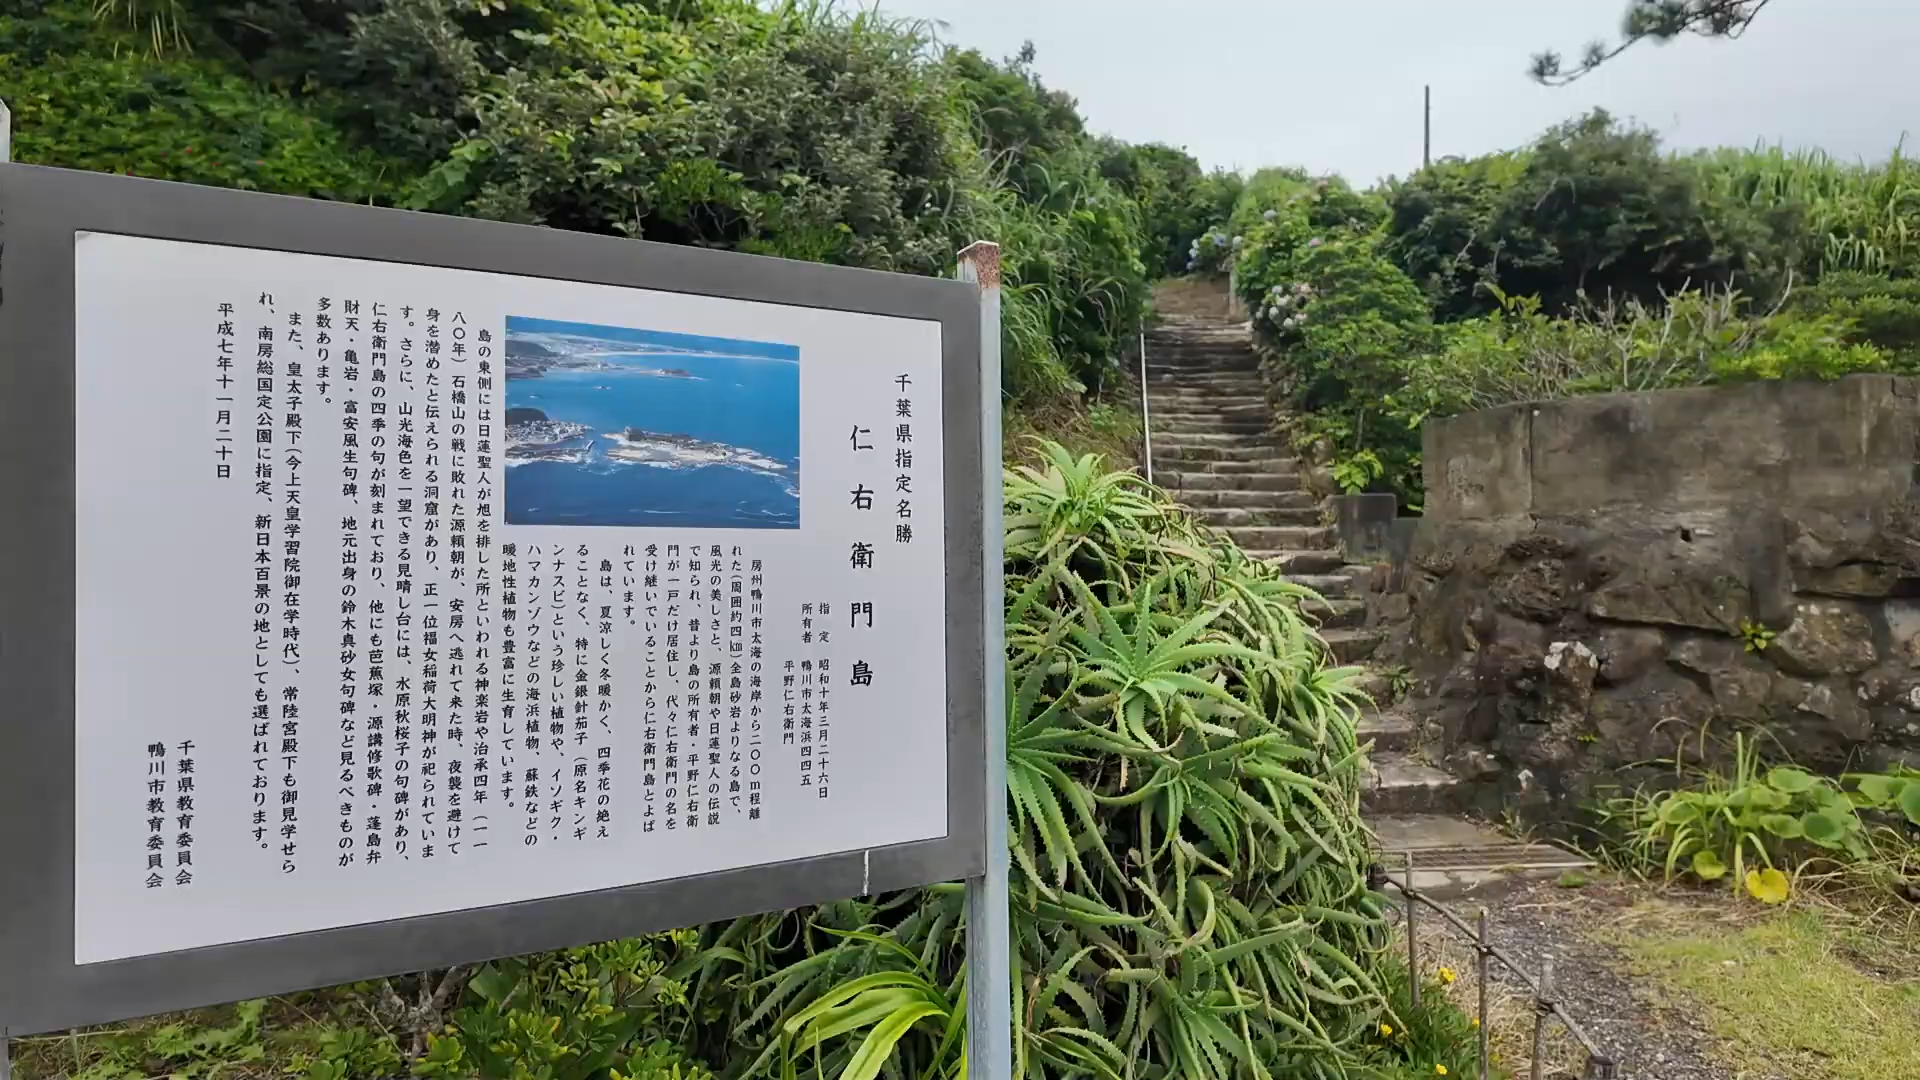 千葉県指定名勝
仁右衛門島
指定 昭和十年三月二十六日
所有者 鴨川市太海浜四四五
平野仁右衛門
房州鴨川市太海の海岸から二〇〇m程離
れた(周囲約四㎞)全島砂岩よりなる島で、
風光の美しさと、源頼朝や日蓮聖人の伝説
で知られ、昔より島の所有者・平野仁右衛
門が一戸だけ居住し、代々仁右衛門の名を
受け継いでいることから仁右衛門島とよば
れています。
島は、夏涼しく冬暖かく、四季花の絶え
ることなく、特に金銀針茄子(原名キンギ
ンナスビ)という珍しい植物や、イソギク・
ハマカンゾウなどの海浜植物、蘇鉄などの
暖地性植物も豊富に生育しています。
島の東側には日蓮聖人が旭を排した所といわれる神楽岩や治承四年(一一
八〇年)石橋山の戦に敗れた源頼朝が、安房へ逃れて来た時、夜襲を避けて
身を潜めたと伝えられる洞窟があり、正一位福女稲荷大明神が祀られていま
す。さらに、山光海色を一望できる見晴し台には、水原秋桜子の句碑があり、
仁右衛門島の四季の句が刻まれており、他にも芭蕉塚・源講修歌碑・蓬島弁
財天・亀岩・富安風生句碑、地元出身の鈴木真砂女句碑など見るべきものが
多数あります。
また、皇太子殿下(今上天皇学習院御在学時代)、常陸宮殿下も御見学せら
れ、南房総国定公園に指定、新日本百景の地としても選ばれております。
平成七年十一月二十日
千葉県教育委員会
鴨川市教育委員会